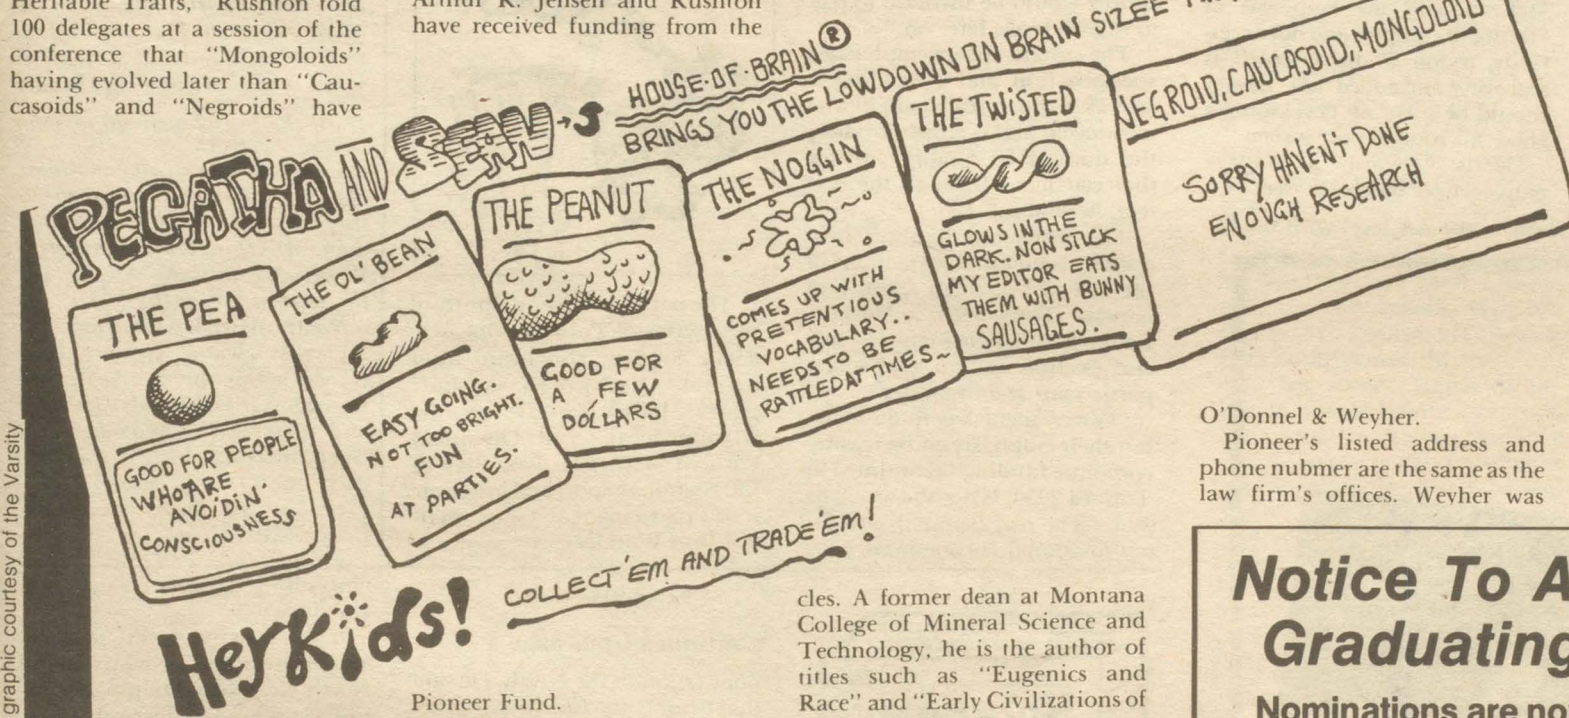 Heritable Traits," Rushton told
100 delegates at a session of the
conference that "Mongoloids"
having evolved later than "Cau-
casoids" and "Negroids" have
Arthur R. Jensen and Rushton
have received funding from the
PEGATHA AND SEAN'S
HOUSE-OF-BRAIN®
BRINGS YOU THE LOWDOWN ON BRAIN SIZEE
THE PEA
GOOD FOR PEOPLE
WHO ARE
AVOIDIN'
CONSCIOUSNESS
THE OL' BEAN
EASY GOING.
NOT TOO BRIGHT.
FUN
AT PARTIES.
THE PEANUT
GOOD FOR
A FEW
DOLLARS
THE NOGGIN
COMES UP WITH
PRETENTIOUS
VOCABULARY..
NEEDS TO BE
RATTLED AT TIMES~
THE TWISTED
GLOWS IN THE
DARK. NON STICK
MY EDITOR EATS
THEM WITH BUNNY
SAUSAGES.
NEGROID, CAUCASOID, MONGOLOID
SORRY HAVEN'T DONE
ENOUGH RESEARCH
Hey Kids!
COLLECT 'EM AND TRADE 'EM!
graphic courtesy of the Varsity
Pioneer Fund.
cles. A former dean at Montana
College of Mineral Science and
Technology, he is the author of
titles such as "Eugenics and
Race" and "Early Civilizations of
O'Donnel & Weyher.
Pioneer's listed address and
phone nubmer are the same as the
law firm's offices. Weyher was
Notice To A
Graduating
Nominations are no